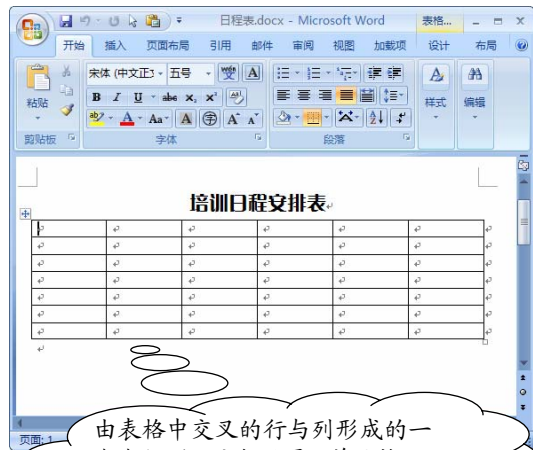 日程表.docx - Microsoft Word
表格...
开始 插入 页面布局 引用 邮件 审阅 视图 加载项 设计 布局
宋体 (中文正 五号
粘贴
样式
编辑
剪贴板 字体 段落
培训日程安排表
页面: 1
由表格中交叉的行与列形成的一